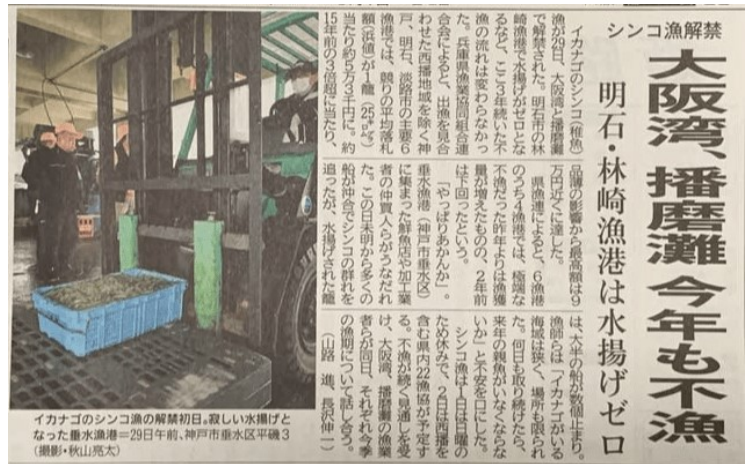 シンコ漁解禁
大阪湾、播磨灘 今年も不漁
明石・林崎漁港は水揚げゼロ
イカナゴのシンコ(稚魚)
漁が29日、大阪湾と播磨灘
で解禁された。明石市の林
崎漁港で水揚げがゼロとな
るなど、ここ3年続いた不
漁の流れは変わらなかっ
た。兵庫県漁業協同組合連
合会によると、出漁を見合
わせた西播地域を除く神
戸、明石、淡路市の主要6
漁港では、競りの平均落札
額(浜値)が1籠(25㌔)
当たり約5万3千円に。約
15年前の3倍超に当たり、
品薄の影響から最高額は9
万円近くに達した。
県漁連によると、6漁港
のうち4漁港では、極端な
不漁だった昨年よりは漁獲
量が増えたものの、2年前
は下回ったという。
「やっぱりあかんか」。
垂水漁港(神戸市垂水区)
に集まった鮮魚店や加工業
者の仲買人らがうなだれ
た。この日未明から多くの
船が沖合でシンコの群れを
追ったが、水揚げされた籠
は、大半の船が数個止まり。
漁師らは「イカナゴがいる
海域は狭く、場所も限られ
た。何日も取り続けたら、
来年の親魚がいなくならな
いか」と不安を口にした。
シンコ漁は1日は日曜の
ため休みで、2日は西播を
含む県内22漁協が予定す
る。不漁が続く見通しを受
け、大阪湾、播磨灘の漁業
者らが同日、それぞれ今季
の漁期について話し合う。
(山路 進、長沢伸一)
イカナゴのシンコ漁の解禁初日。寂しい水揚げと
なった垂水漁港=29日午前、神戸市垂水区平磯3
(撮影・秋山亮太)